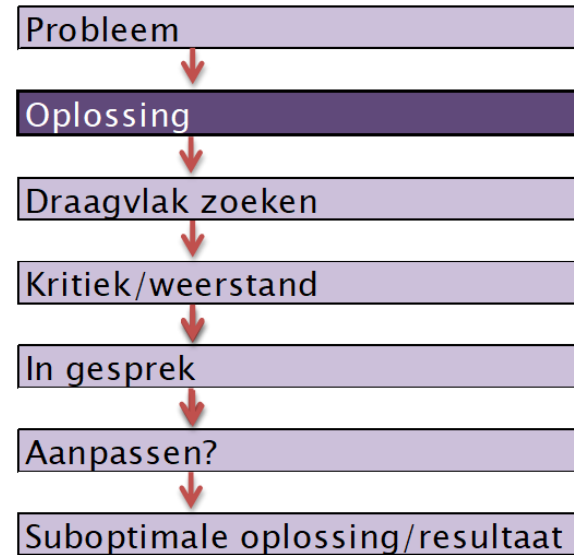 Probleem
Oplossing
Draagvlak zoeken
Kritiek/weerstand
In gesprek
Aanpassen?
Suboptimale oplossing/resultaat